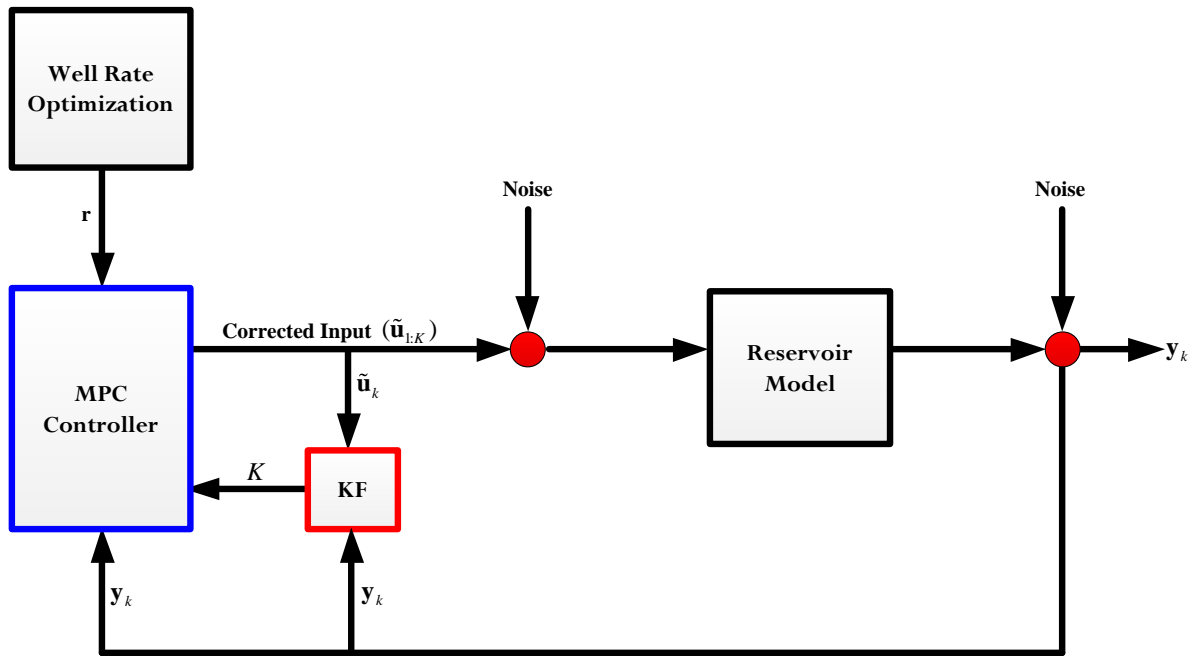 Well Rate
Optimization
r
Noise
Noise
Corrected Input (ũ₁:K)
yₖ
MPC
Controller
ũₖ
Reservoir
Model
K
KF
yₖ
yₖ